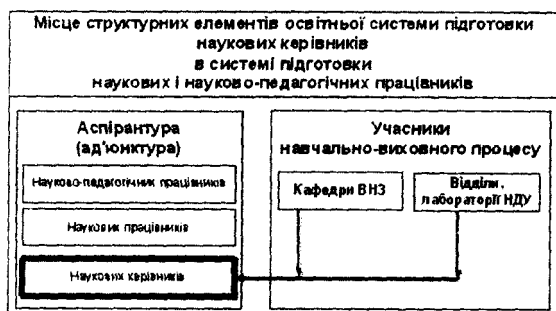 Місце структурних елементів освітньої системи підготовки
наукових керівників
в системі підготовки
наукових і науково-педагогічних працівників
Аспірантура
(ад'юнктура)
Науково-педагогічних працівників
Наукових працівників
Наукових керівників
Учасники
навчально-виховного процесу
Кафедри ВНЗ
Відділи,
лабораторії НДУ